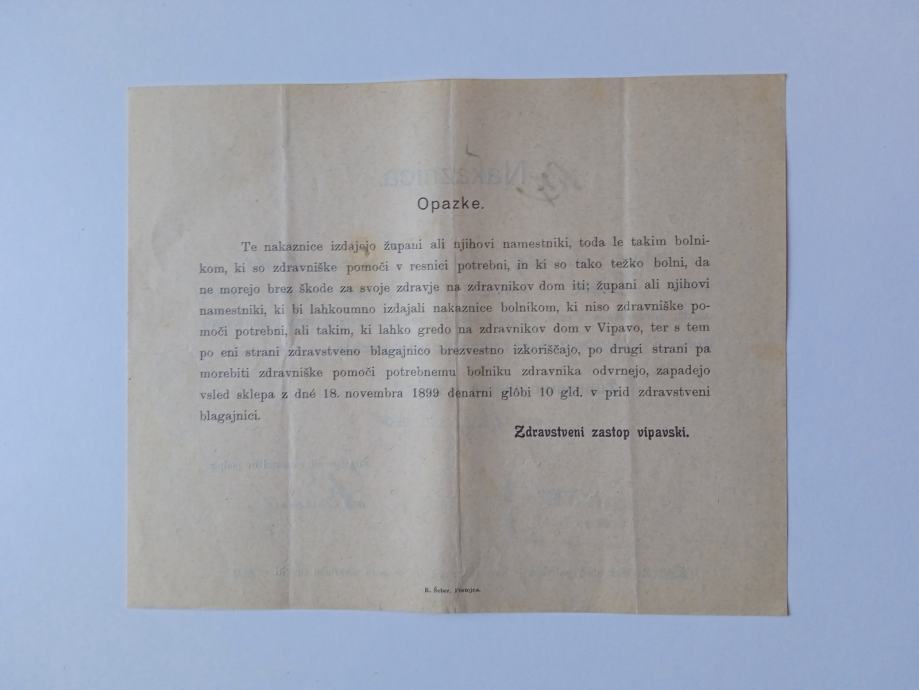 Nakaznica.
Opazke.
Te nakaznice izdajejo župani ali njihovi namestniki, toda le takim bolni-
kom, ki so zdravniške pomoči v resnici potrebni, in ki so tako težko bolni, da
ne morejo brez škode za svoje zdravje na zdravnikov dom iti; župani ali njihovi
namestniki, ki bi lahkoumno izdajali nakaznice bolnikom, ki niso zdravniške po-
moči potrebni, ali takim, ki lahko gredo na zdravnikov dom v Vipavo, ter s tem
po eni strani zdravstveno blagajnico brezvestno izkoriščajo, po drugi strani pa
morebiti zdravniške pomoči potrebnemu bolniku zdravnika odvrnejo, zapadejo
vsled sklepa z dné 18. novembra 1899 denarni glôbi 10 gld. v prid zdravstveni
blagajnici.
Zdravstveni zastop vipavski.
R. Šeber, Postojna.